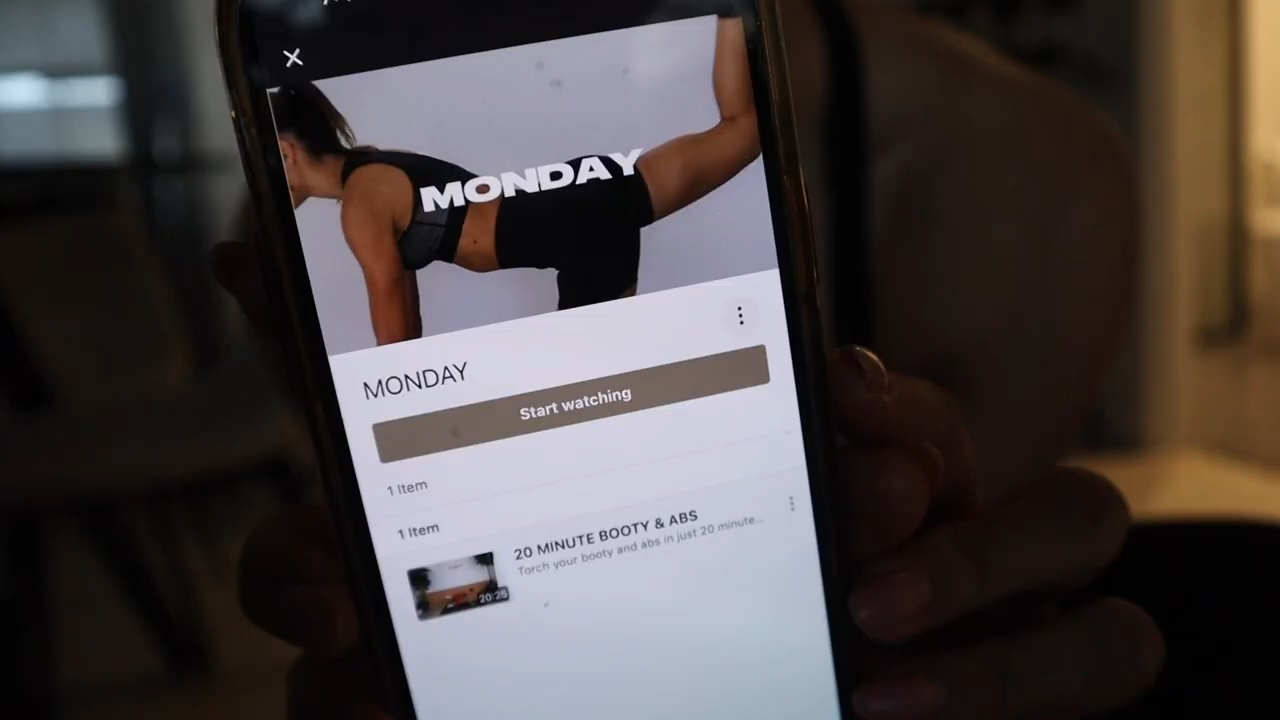 MONDAY
MONDAY
Start watching
1 Item
1 Item
20 MINUTE BOOTY & ABS
Torch your booty and abs in just 20 minute...
20:25